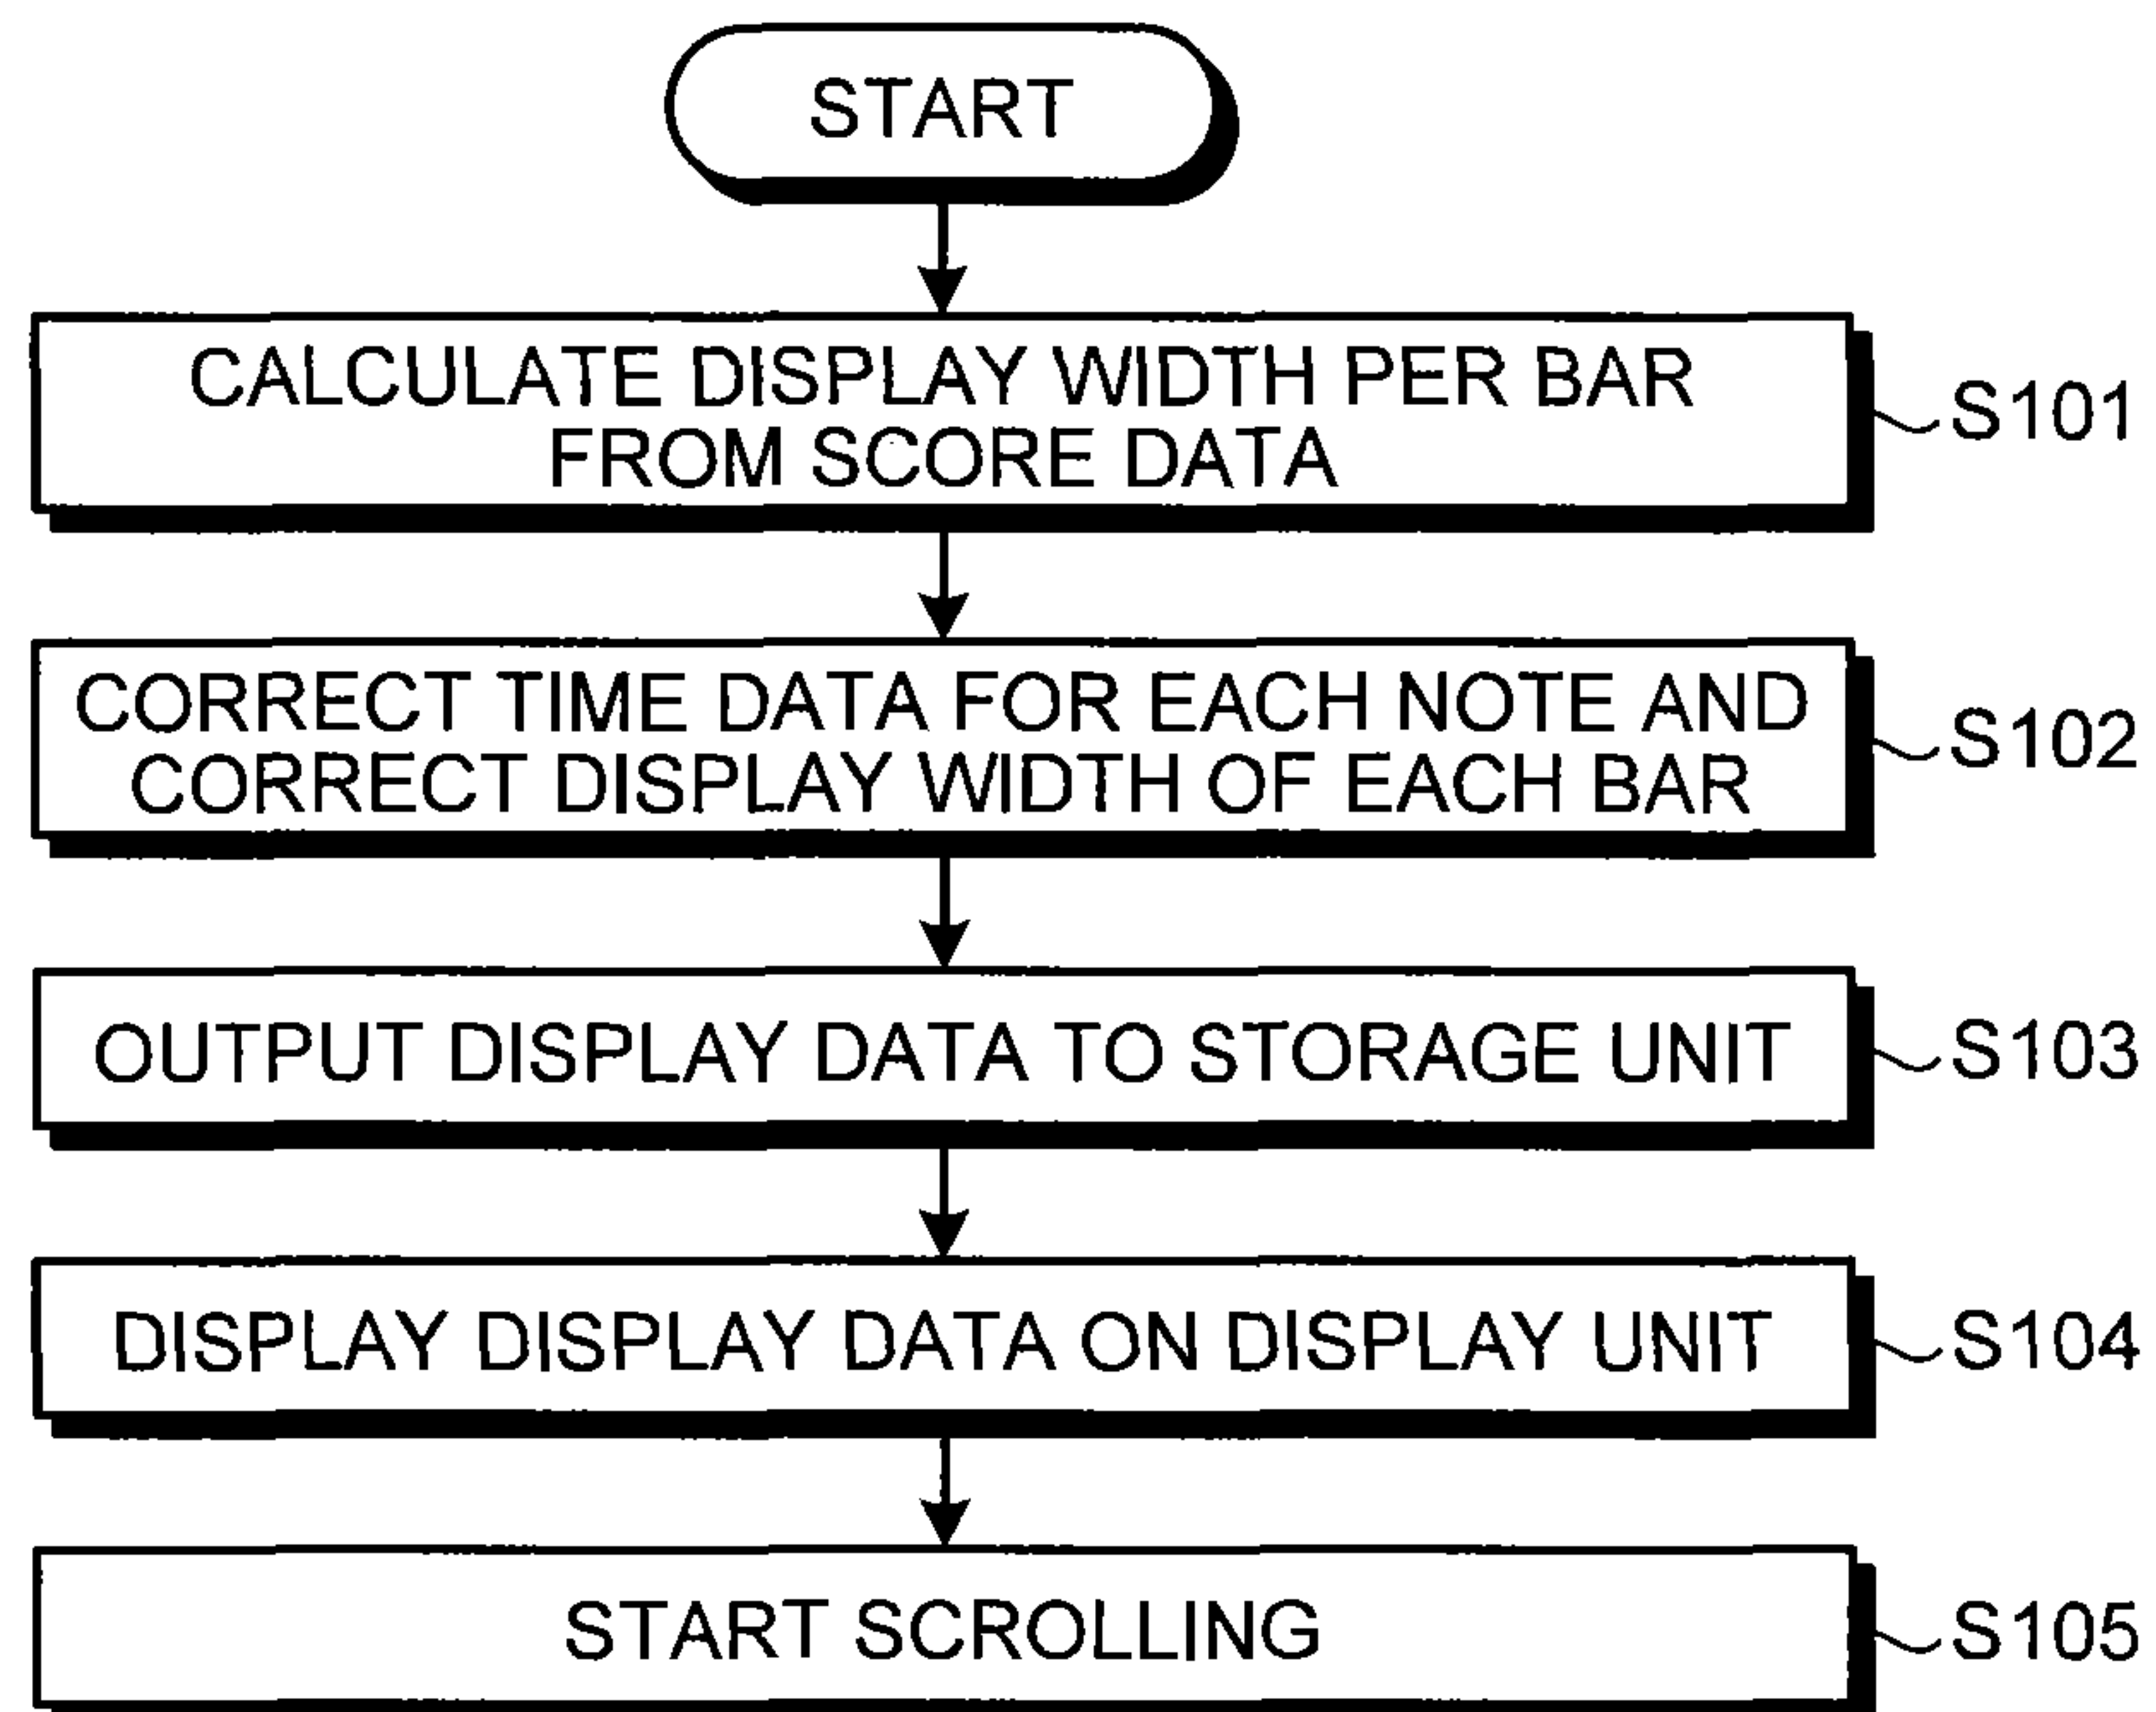 START
CALCULATE DISPLAY WIDTH PER BAR
FROM SCORE DATA
S101
CORRECT TIME DATA FOR EACH NOTE AND
CORRECT DISPLAY WIDTH OF EACH BAR
S102
OUTPUT DISPLAY DATA TO STORAGE UNIT
S103
DISPLAY DISPLAY DATA ON DISPLAY UNIT
S104
START SCROLLING
S105